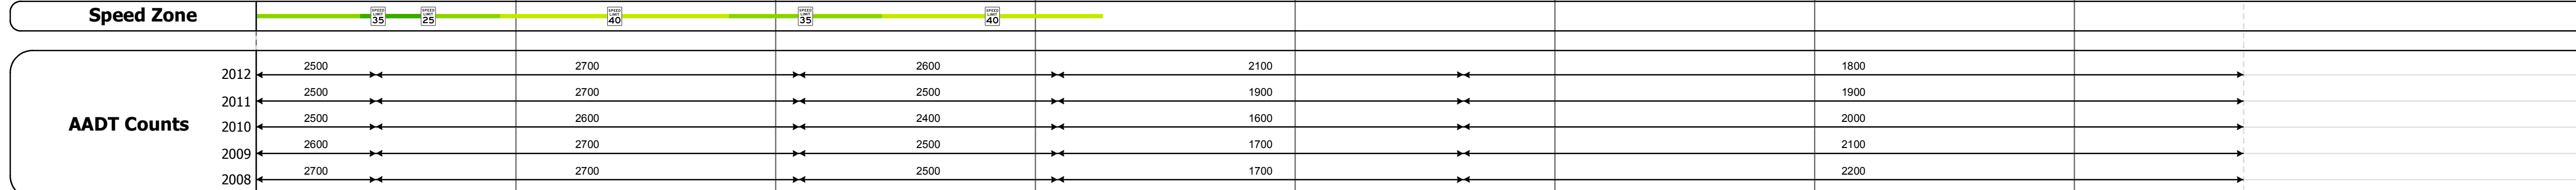 Speed Zone SPEED LIMIT 35 SPEED LIMIT 25 SPEED LIMIT 40 SPEED LIMIT 35 SPEED LIMIT 40
AADT Counts
2012 2500 2700 2600 2100 1800
2011 2500 2700 2500 1900 1900
2010 2500 2600 2400 1600 2000
2009 2600 2700 2500 1700 2100
2008 2700 2700 2500 1700 2200